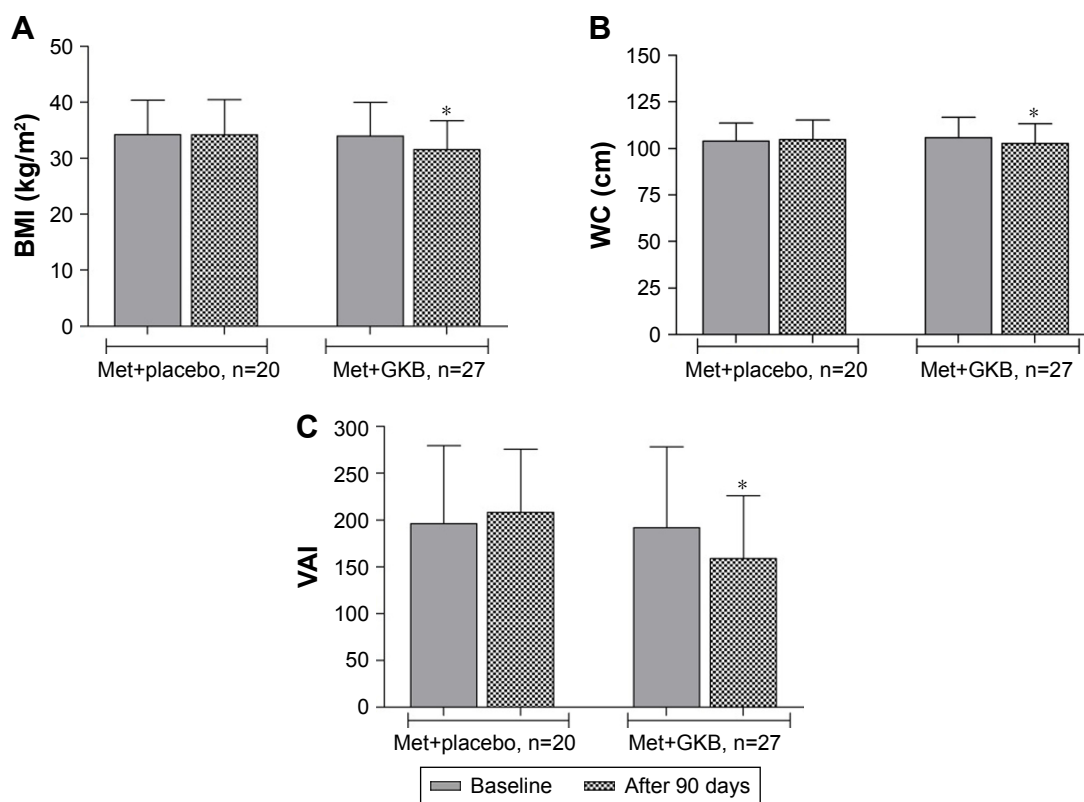 A
BMI (kg/m²)
50
40
30
20
10
0
*
Met+placebo, n=20
Met+GKB, n=27
B
WC (cm)
150
125
100
75
50
25
0
*
Met+placebo, n=20
Met+GKB, n=27
C
VAI
300
250
200
150
100
50
0
*
Met+placebo, n=20
Met+GKB, n=27
Baseline
After 90 days